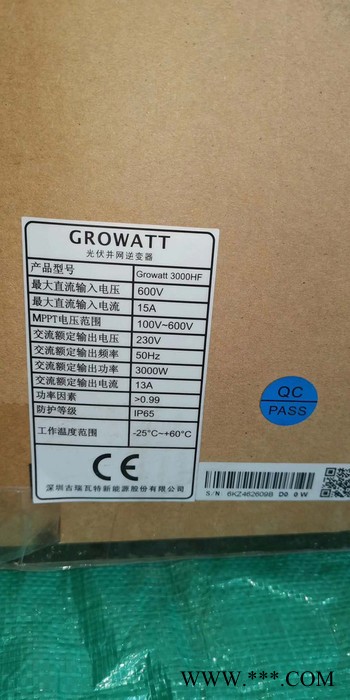 GROWATT
光伏并网逆变器
产品型号 Growatt 3000HF
最大直流输入电压 600V
最大直流输入电流 15A
MPPT电压范围 100V~600V
交流额定输出电压 230V
交流额定输出频率 50Hz
交流额定输出功率 3000W
交流额定输出电流 13A
功率因素 >0.99
防护等级 IP65
工作温度范围 -25°C~+60°C
CE
深圳古瑞瓦特新能源股份有限公司
QC
PASS
S/N 6KZ462609B D0.0W
WWW.***.COM